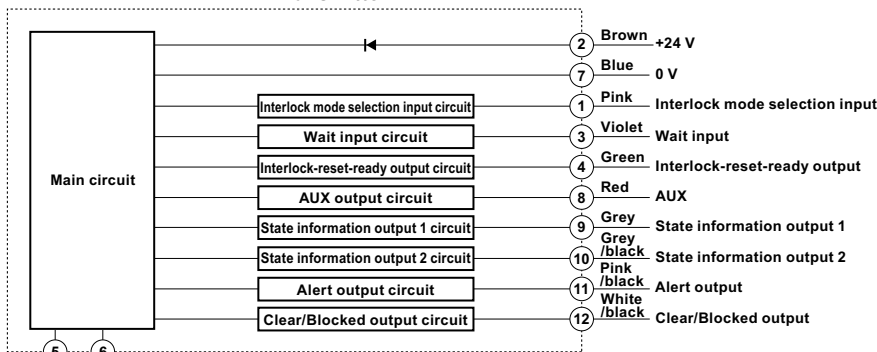 2 Brown +24 V
7 Blue 0 V
Interlock mode selection input circuit 1 Pink Interlock mode selection input
Wait input circuit 3 Violet Wait input
Interlock-reset-ready output circuit 4 Green Interlock-reset-ready output
Main circuit
AUX output circuit 8 Red AUX
State information output 1 circuit 9 Grey State information output 1
State information output 2 circuit 10 Grey /black State information output 2
Alert output circuit 11 Pink /black Alert output
Clear/Blocked output circuit 12 White /black Clear/Blocked output
5 6